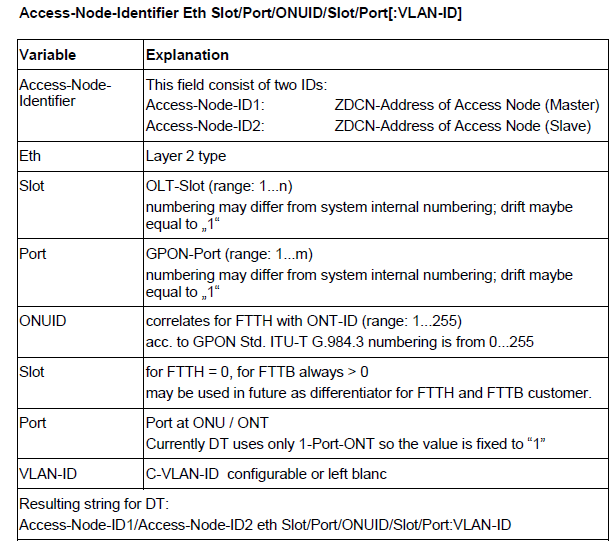 Access-Node-Identifier Eth Slot/Port/ONUID/Slot/Port[:VLAN-ID]
Variable Explanation
Access-Node-Identifier This field consist of two IDs:
Access-Node-ID1: ZDCN-Address of Access Node (Master)
Access-Node-ID2: ZDCN-Address of Access Node (Slave)
Eth Layer 2 type
Slot OLT-Slot (range: 1...n)
numbering may differ from system internal numbering; drift maybe
equal to „1“
Port GPON-Port (range: 1...m)
numbering may differ from system internal numbering; drift maybe
equal to „1“
ONUID correlates for FTTH with ONT-ID (range: 1...255)
acc. to GPON Std. ITU-T G.984.3 numbering is from 0...255
Slot for FTTH = 0, for FTTB always > 0
may be used in future as differentiator for FTTH and FTTB customer.
Port Port at ONU / ONT
Currently DT uses only 1-Port-ONT so the value is fixed to “1”
VLAN-ID C-VLAN-ID configurable or left blanc
Resulting string for DT:
Access-Node-ID1/Access-Node-ID2 eth Slot/Port/ONUID/Slot/Port:VLAN-ID